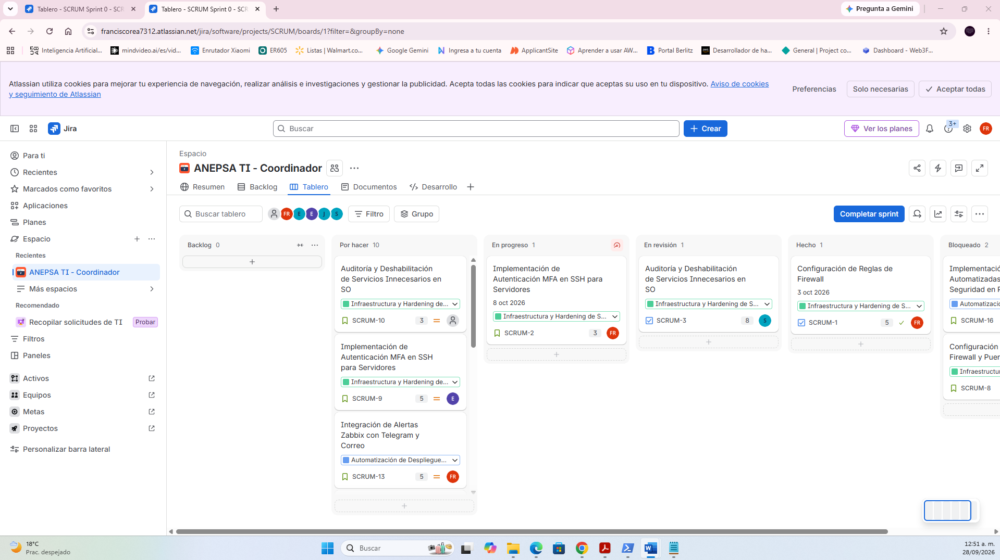 Tablero - SCRUM Sprint 0 - SCR
Tablero - SCRUM Sprint 0 - SCR
Pregunta a Gemini
franciscorea7312.atlassian.net/jira/software/projects/SCRUM/boards/1?filter=&groupBy=none
Inteligencia Artificial...
mindvideo.ai/es/vid...
Enrutador Xiaomi
ER605
Listas | Walmart.co...
Google Gemini
Ingresa a tu cuenta
ApplicantSite
Aprender a usar AW...
Portal Berlitz
Desarrollador de ha...
General | Project co...
Dashboard - Web3F...
Atlassian utiliza cookies para mejorar tu experiencia de navegación, realizar análisis e investigaciones y gestionar la publicidad. Acepta todas las cookies para indicar que aceptas su uso en tu dispositivo. Aviso de cookies
y seguimiento de Atlassian
Preferencias
Solo necesarias
Aceptar todas
Jira
Buscar
Crear
Ver los planes
3+
FR
Para ti
Recientes
Marcados como favoritos
Aplicaciones
Planes
Espacio
Recientes
ANEPSA TI - Coordinador
Más espacios
Recomendado
Recopilar solicitudes de TI
Probar
Filtros
Paneles
Activos
Equipos
Metas
Proyectos
Personalizar barra lateral
Espacio
ANEPSA TI - Coordinador
Resumen
Backlog
Tablero
Documentos
Desarrollo
Buscar tablero
FR
E
E
J
S
Filtro
Grupo
Completar sprint
Backlog 0
Por hacer 10
Auditoría y Deshabilitación
de Servicios Innecesarios en
SO
Infraestructura y Hardening de...
SCRUM-10
3
Implementación de
Autenticación MFA en SSH
para Servidores
Infraestructura y Hardening de...
SCRUM-9
5
E
Integración de Alertas
Zabbix con Telegram y
Correo
Automatización de Despliegue...
SCRUM-13
5
FR
En progreso 1
Implementación de
Autenticación MFA en SSH para
Servidores
8 oct 2026
Infraestructura y Hardening de S...
SCRUM-2
3
FR
En revisión 1
Auditoría y Deshabilitación
de Servicios Innecesarios en
SO
Infraestructura y Hardening de S...
SCRUM-3
8
S
Hecho 1
Configuración de Reglas de
Firewall
3 oct 2026
Infraestructura y Hardening de S...
SCRUM-1
5
FR
Bloqueado 2
Implementació
Automatizadas
Seguridad en P
Automatizació
SCRUM-16
Configuración
Firewall y Puer
Infraestructur
SCRUM-8
18°C
Prac. despejado
Buscar
12:51 a. m.
28/09/2026